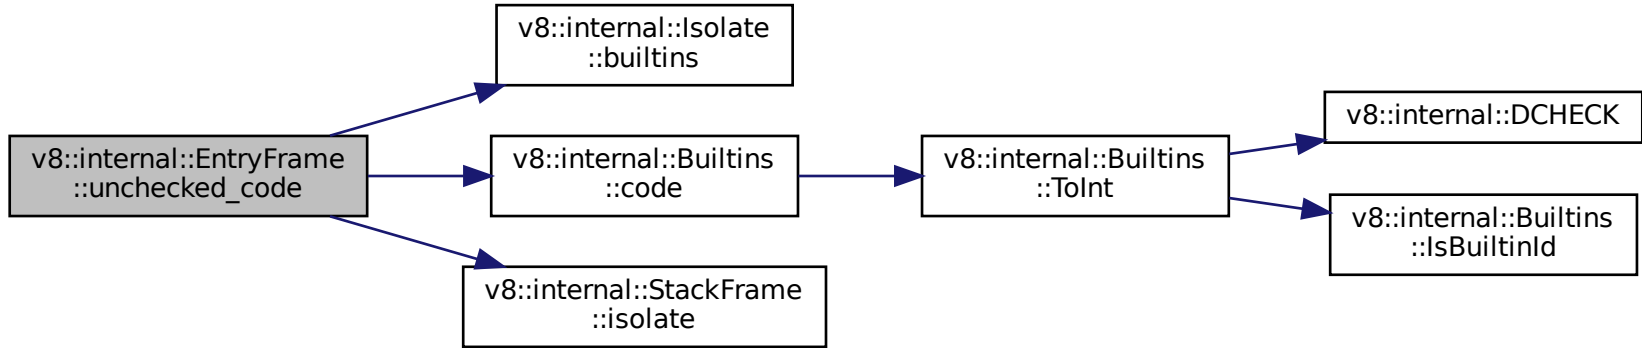 v8::internal::EntryFrame
::unchecked_code
v8::internal::Isolate
::builtins
v8::internal::Builtins
::code
v8::internal::StackFrame
::isolate
v8::internal::Builtins
::ToInt
v8::internal::DCHECK
v8::internal::Builtins
::IsBuiltinId